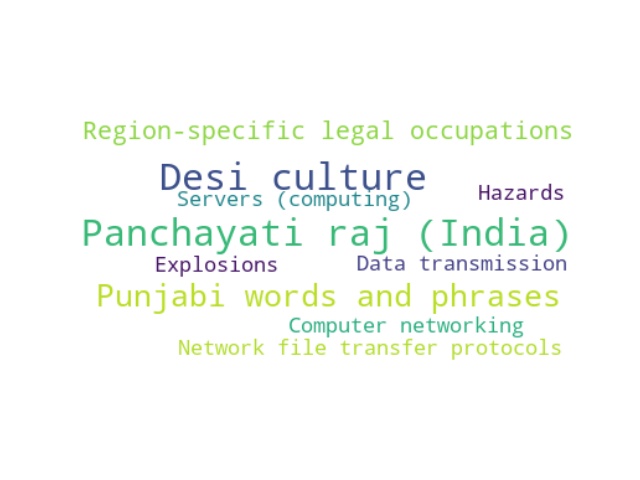 Region-specific legal occupations
Desi culture
Servers (computing)
Hazards
Panchayati raj (India)
Explosions
Data transmission
Punjabi words and phrases
Computer networking
Network file transfer protocols